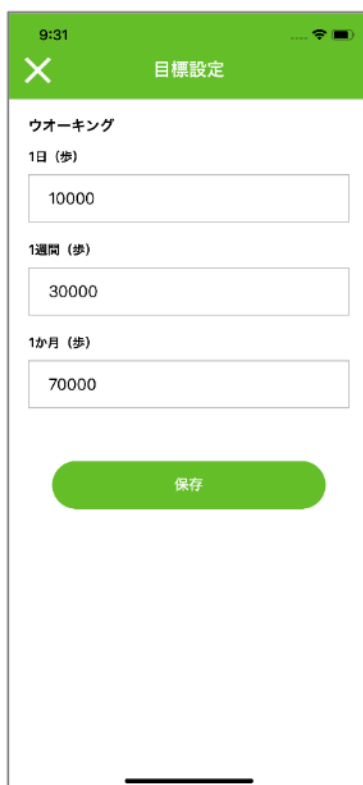 9:31
目標設定
ウオーキング
1日（歩）
10000
1週間（歩）
30000
1か月（歩）
70000
保存